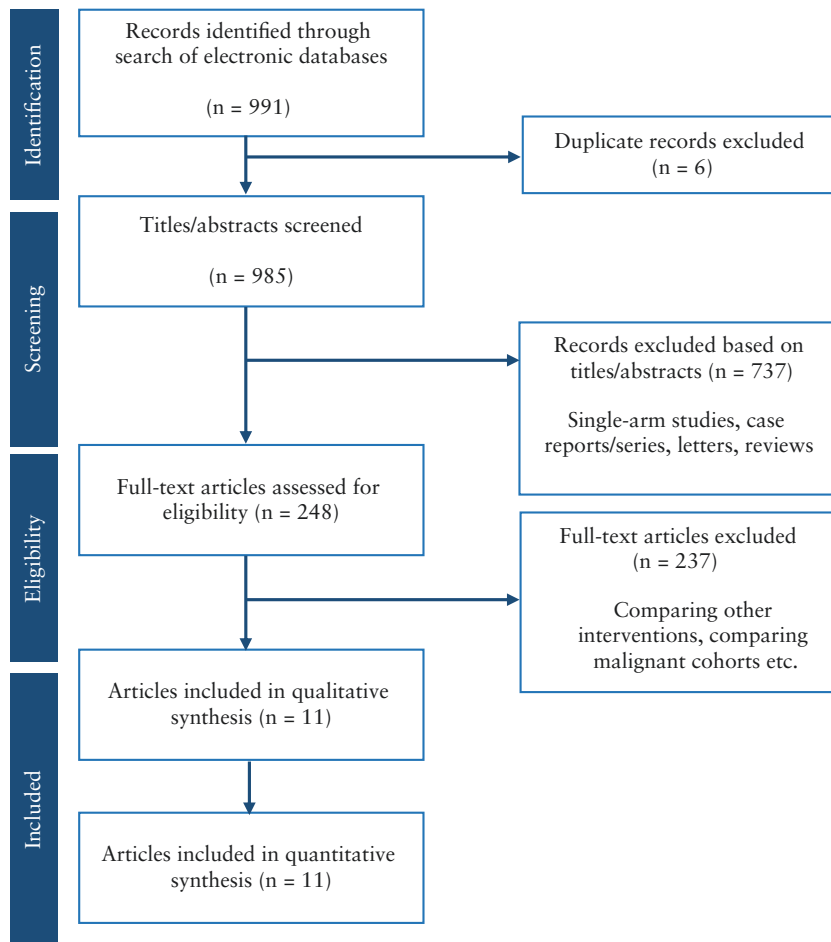 Identification
Records identified through
search of electronic databases
(n = 991)
Duplicate records excluded
(n = 6)
Screening
Titles/abstracts screened
(n = 985)
Records excluded based on
titles/abstracts (n = 737)
Single-arm studies, case
reports/series, letters, reviews
Eligibility
Full-text articles assessed for
eligibility (n = 248)
Full-text articles excluded
(n = 237)
Comparing other
interventions, comparing
malignant cohorts etc.
Included
Articles included in qualitative
synthesis (n = 11)
Articles included in quantitative
synthesis (n = 11)